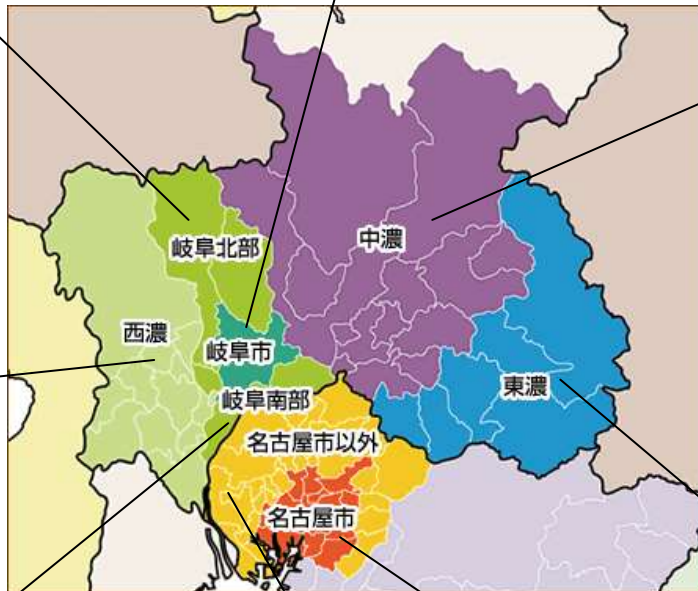 岐阜北部
中濃
西濃
岐阜市
東濃
岐阜南部
名古屋市以外
名古屋市